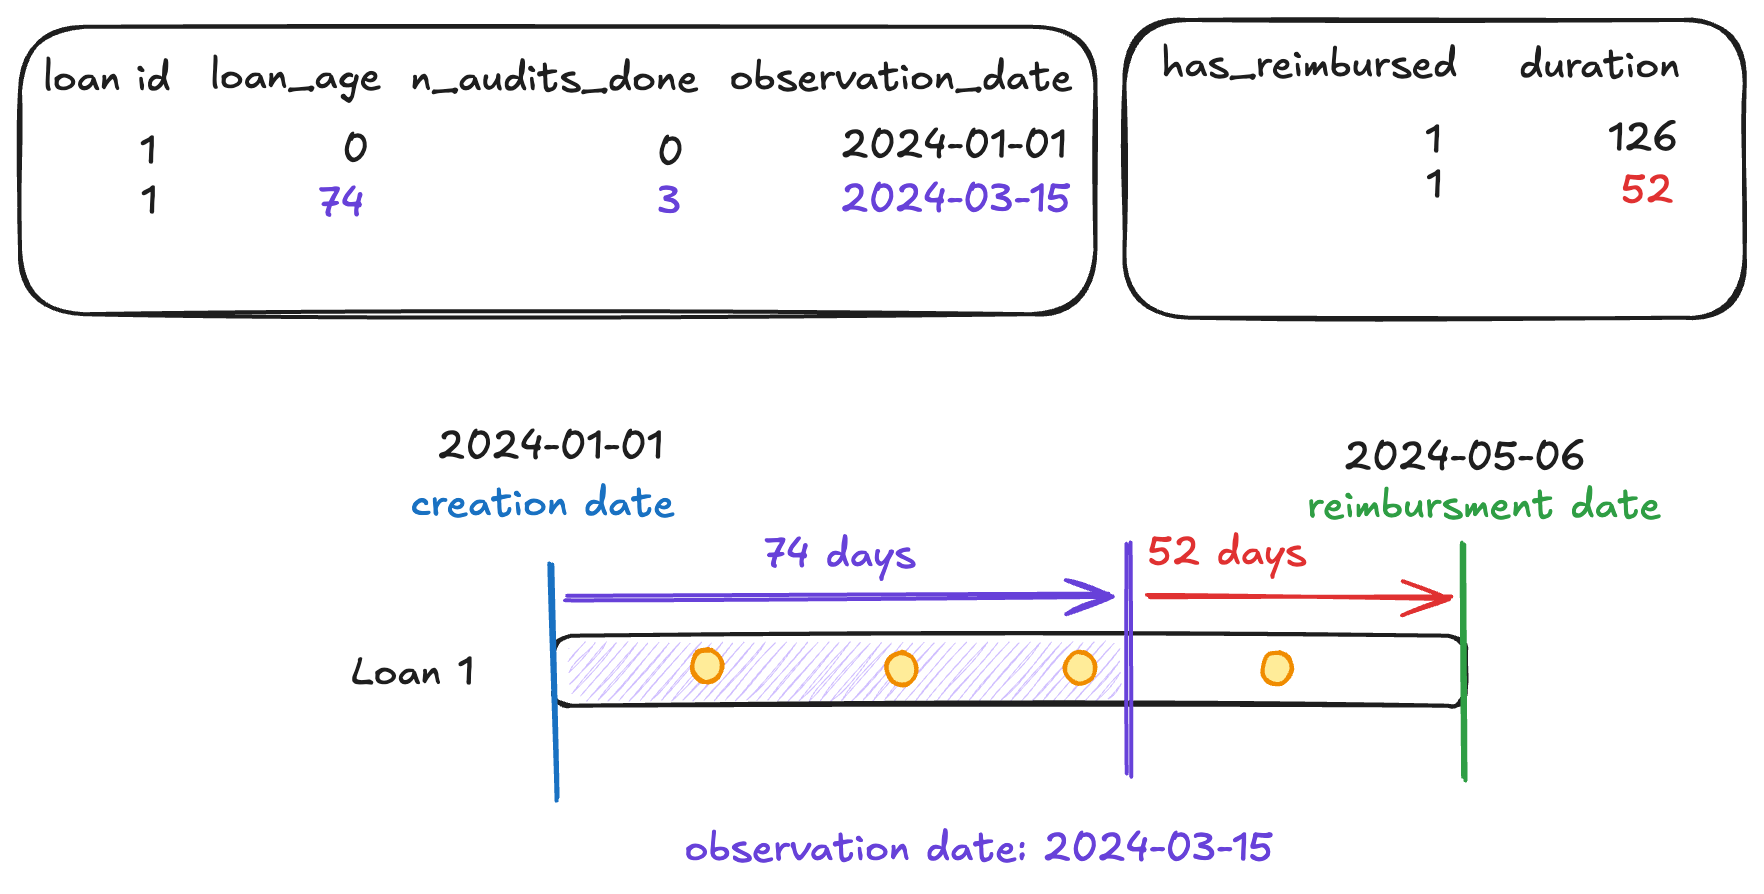 loan id loan_age n_audits_done observation_date
1 0 0 2024-01-01
1 74 3 2024-03-15
has_reimbursed duration
1 126
1 52
2024-01-01
creation date
2024-05-06
reimbursment date
74 days
52 days
Loan 1
observation date: 2024-03-15